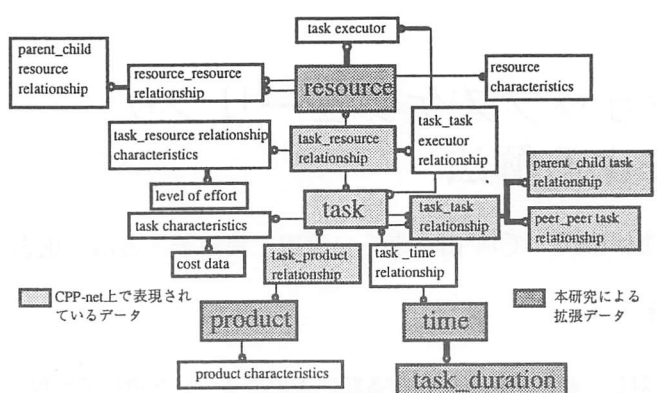 task executor
parent_child
resource
relationship
resource_resource
relationship
resource
resource
characteristics
task_resource relationship
characteristics
task_resource
relationship
task_task
executor
relationship
parent_child task
relationship
level of effort
task
task_task
relationship
peer_peer task
relationship
task characteristics
cost data
task_product
relationship
task _time
relationship
CPP-net上で表現され
ているデータ
product
time
本研究による
拡張データ
product characteristics
task_duration